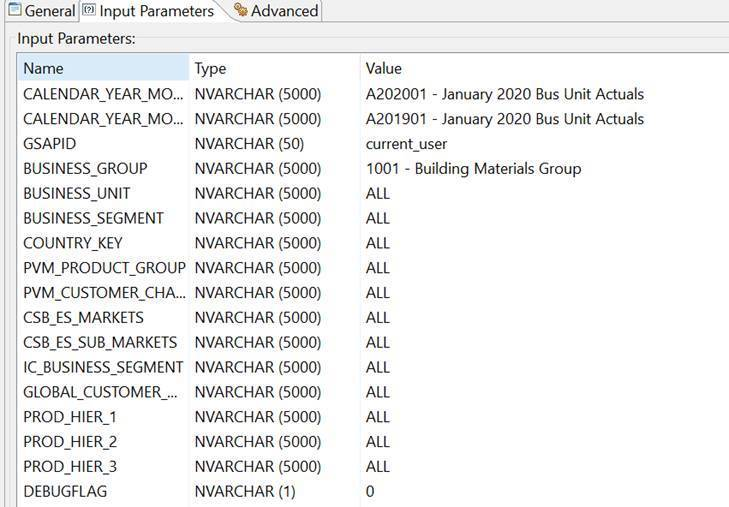 General Input Parameters Advanced
Input Parameters:
Name Type Value
CALENDAR_YEAR_MO... NVARCHAR (5000) A202001 - January 2020 Bus Unit Actuals
CALENDAR_YEAR_MO... NVARCHAR (5000) A201901 - January 2020 Bus Unit Actuals
GSAPID NVARCHAR (50) current_user
BUSINESS_GROUP NVARCHAR (5000) 1001 - Building Materials Group
BUSINESS_UNIT NVARCHAR (5000) ALL
BUSINESS_SEGMENT NVARCHAR (5000) ALL
COUNTRY_KEY NVARCHAR (5000) ALL
PVM_PRODUCT_GROUP NVARCHAR (5000) ALL
PVM_CUSTOMER_CHA... NVARCHAR (5000) ALL
CSB_ES_MARKETS NVARCHAR (5000) ALL
CSB_ES_SUB_MARKETS NVARCHAR (5000) ALL
IC_BUSINESS_SEGMENT NVARCHAR (5000) ALL
GLOBAL_CUSTOMER_... NVARCHAR (5000) ALL
PROD_HIER_1 NVARCHAR (5000) ALL
PROD_HIER_2 NVARCHAR (5000) ALL
PROD_HIER_3 NVARCHAR (5000) ALL
DEBUGFLAG NVARCHAR (1) 0